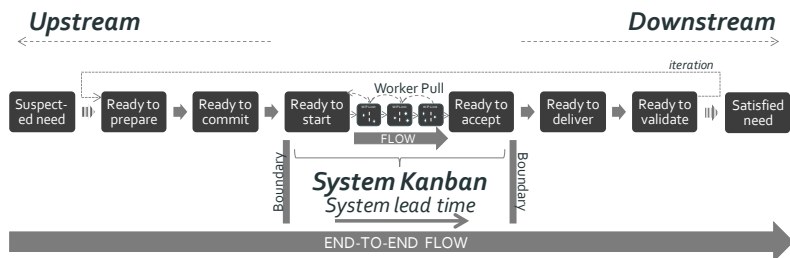 Upstream
Downstream
iteration
Worker Pull
Suspect-
ed need
Ready to
prepare
Ready to
commit
Ready to
start
Ready to
accept
Ready to
deliver
Ready to
validate
Satisfied
need
FLOW
Boundary
System Kanban
System lead time
Boundary
END-TO-END FLOW